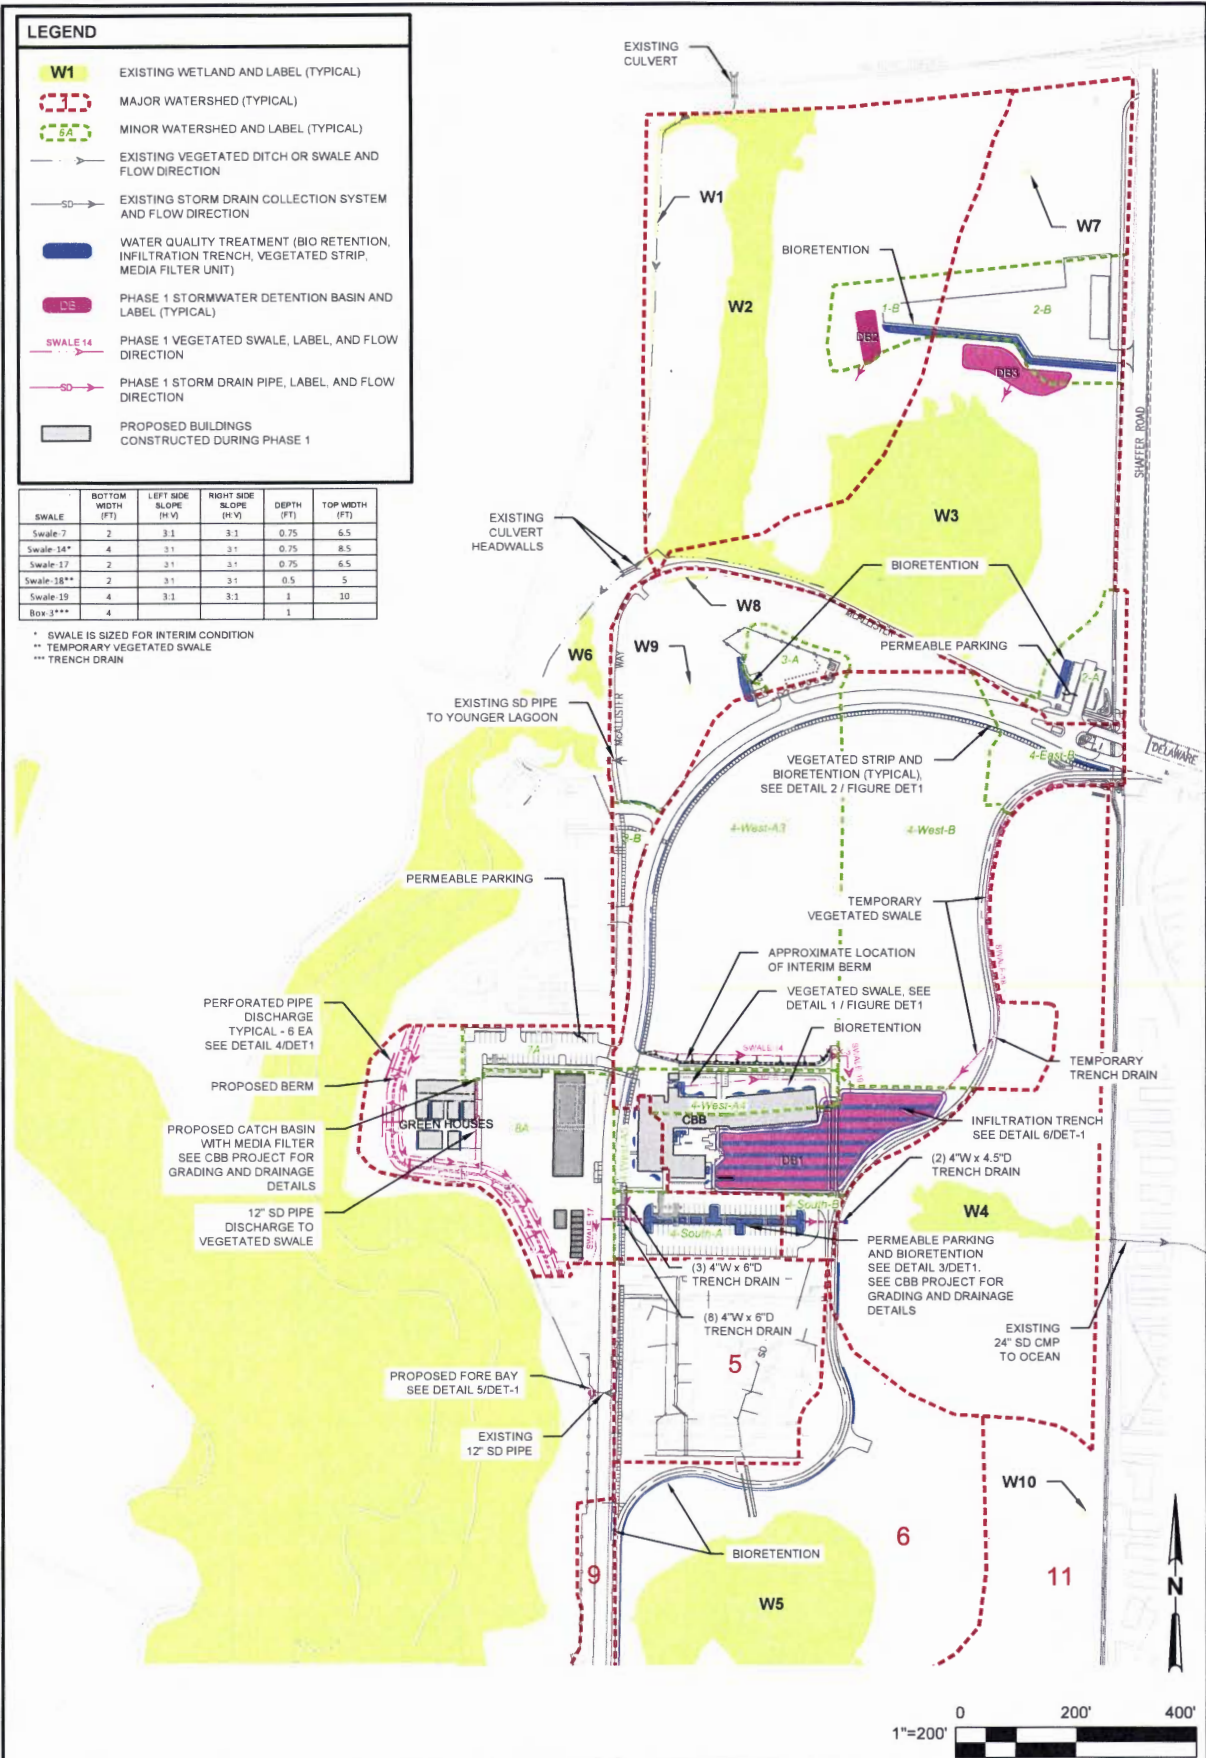 LEGEND
W1
EXISTING WETLAND AND LABEL (TYPICAL)
1
MAJOR WATERSHED (TYPICAL)
6A
MINOR WATERSHED AND LABEL (TYPICAL)
EXISTING VEGETATED DITCH OR SWALE AND
FLOW DIRECTION
SD
EXISTING STORM DRAIN COLLECTION SYSTEM
AND FLOW DIRECTION
WATER QUALITY TREATMENT (BIO RETENTION,
INFILTRATION TRENCH, VEGETATED STRIP,
MEDIA FILTER UNIT)
DB
PHASE 1 STORMWATER DETENTION BASIN AND
LABEL (TYPICAL)
SWALE 14
PHASE 1 VEGETATED SWALE, LABEL, AND FLOW
DIRECTION
SD
PHASE 1 STORM DRAIN PIPE, LABEL, AND FLOW
DIRECTION
PROPOSED BUILDINGS
CONSTRUCTED DURING PHASE 1
SWALE BOTTOM WIDTH (FT) LEFT SIDE SLOPE (H:V) RIGHT SIDE SLOPE (H:V) DEPTH (FT) TOP WIDTH (FT)
Swale-7 2 3:1 3:1 0.75 6.5
Swale-14* 4 3:1 3:1 0.75 8.5
Swale-17 2 3:1 3:1 0.75 6.5
Swale-18** 2 3:1 3:1 0.5 5
Swale-19 4 3:1 3:1 1 10
Box-3*** 4 1
* SWALE IS SIZED FOR INTERIM CONDITION
** TEMPORARY VEGETATED SWALE
*** TRENCH DRAIN
EXISTING
CULVERT
W1
W7
BIORETENTION
W2
1-B
2-B
DB2
DB3
SHAFFER ROAD
W3
EXISTING
CULVERT
HEADWALLS
BIORETENTION
W8
MCALLISTER
PERMEABLE PARKING
W6
W9
3-A
2-A
MCALLISTER WAY
EXISTING SD PIPE
TO YOUNGER LAGOON
DELAWARE
4-East-B
VEGETATED STRIP AND
BIORETENTION (TYPICAL),
SEE DETAIL 2 / FIGURE DET1
4-West-A3
4-West-B
PERMEABLE PARKING
TEMPORARY
VEGETATED SWALE
APPROXIMATE LOCATION
OF INTERIM BERM
VEGETATED SWALE, SEE
DETAIL 1 / FIGURE DET1
BIORETENTION
PERFORATED PIPE
DISCHARGE
TYPICAL - 6 EA
SEE DETAIL 4/DET1
SWALE 14
7A
TEMPORARY
TRENCH DRAIN
PROPOSED BERM
4-West-A4
CBB
GREEN HOUSES
8A
INFILTRATION TRENCH
SEE DETAIL 6/DET-1
PROPOSED CATCH BASIN
WITH MEDIA FILTER
SEE CBB PROJECT FOR
GRADING AND DRAINAGE
DETAILS
DB1
(2) 4"W x 4.5"D
TRENCH DRAIN
12" SD PIPE
DISCHARGE TO
VEGETATED SWALE
SWALE 17
4-South-B
4-South-A
W4
PERMEABLE PARKING
AND BIORETENTION
SEE DETAIL 3/DET1.
SEE CBB PROJECT FOR
GRADING AND DRAINAGE
DETAILS
(3) 4"W x 6"D
TRENCH DRAIN
(8) 4"W x 6"D
TRENCH DRAIN
EXISTING
24" SD CMP
TO OCEAN
5
SD
PROPOSED FORE BAY
SEE DETAIL 5/DET-1
EXISTING
12" SD PIPE
W10
6
11
9
BIORETENTION
W5
N
0 200' 400'
1"=200'